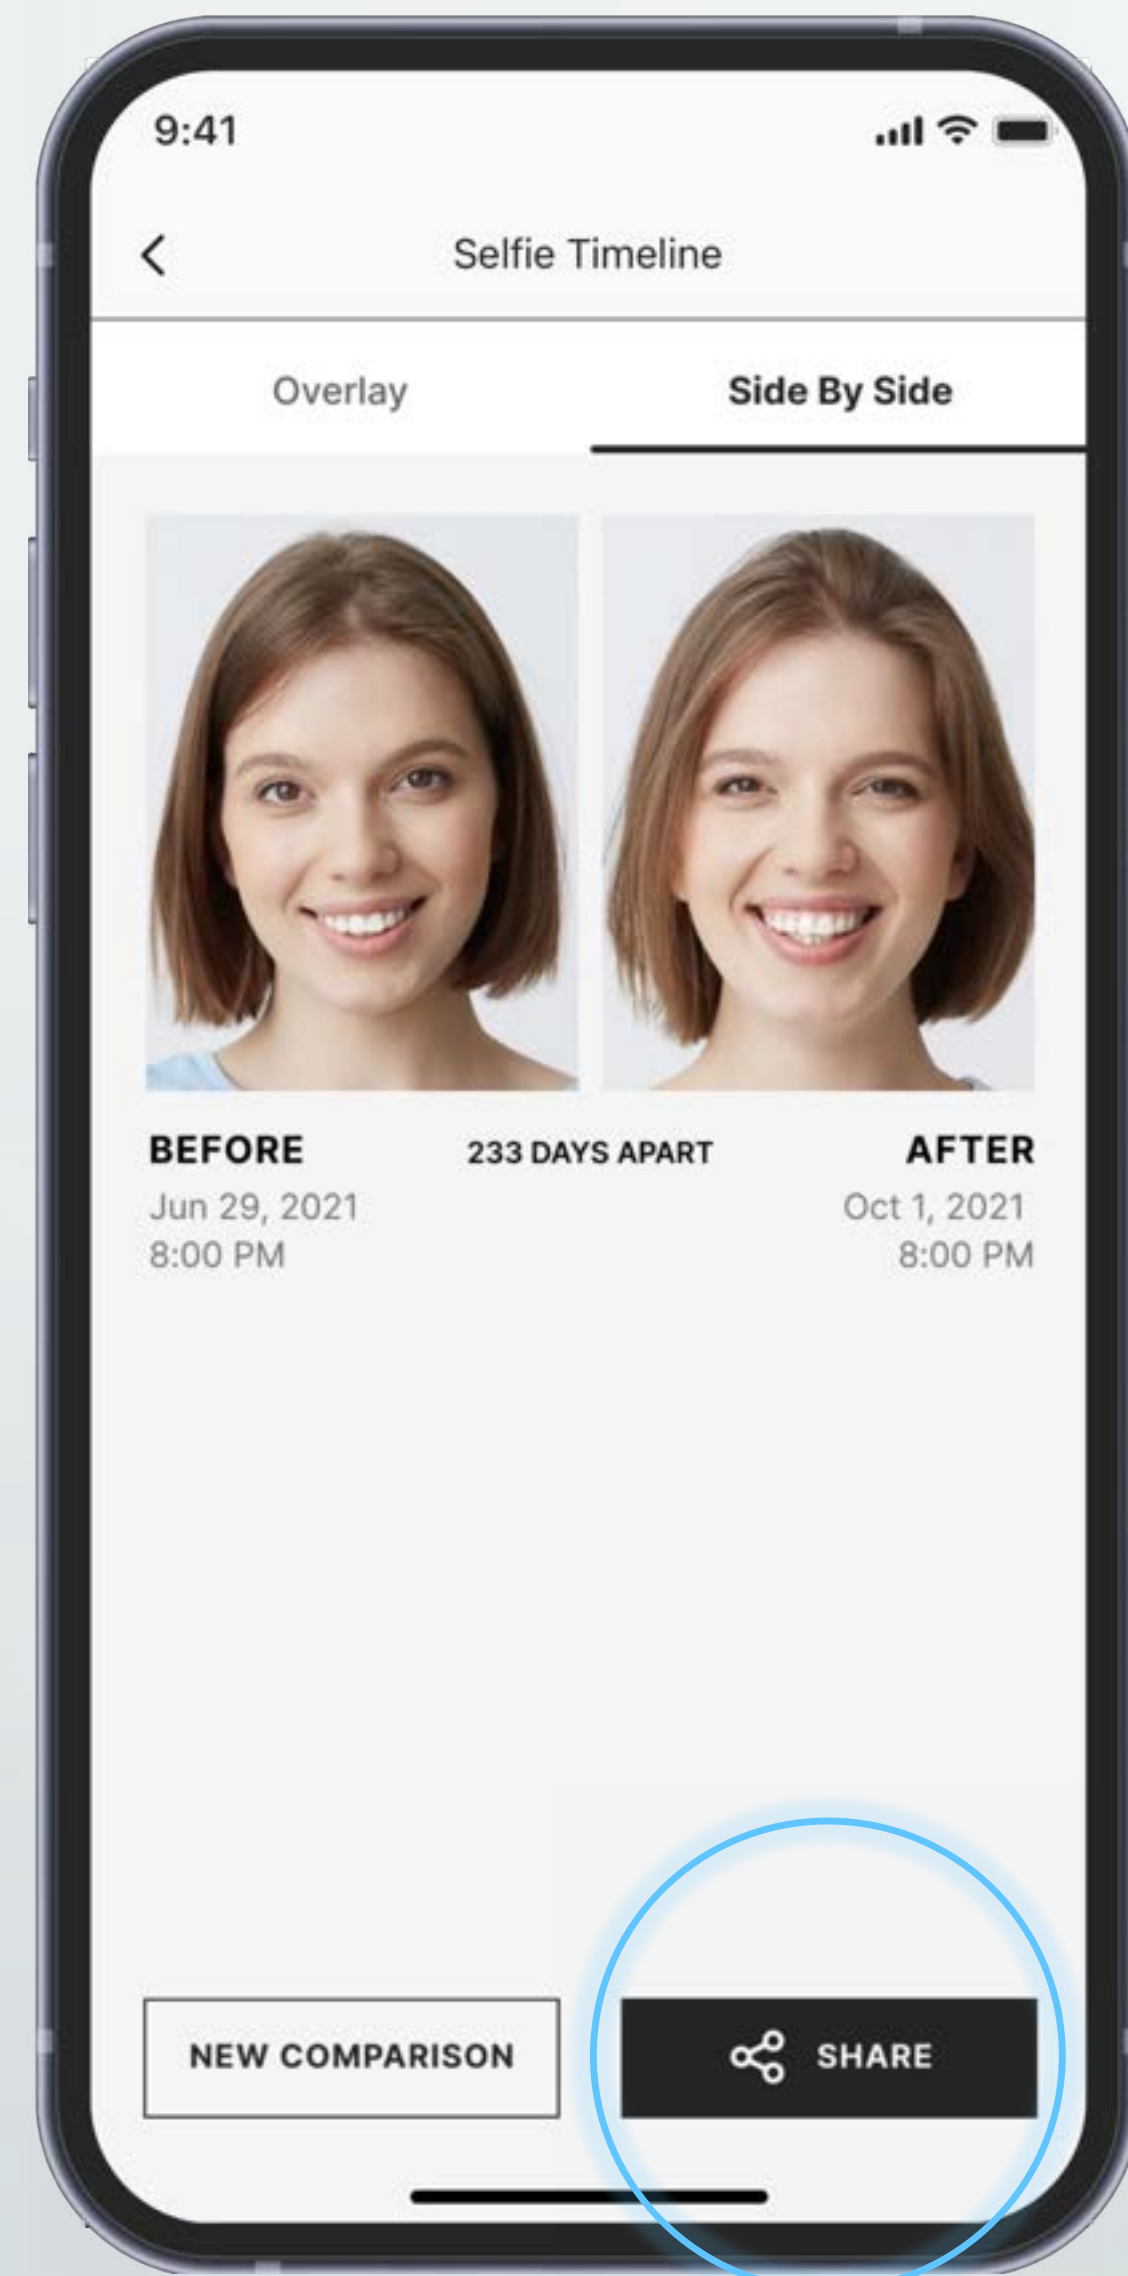 9:41
Selfie Timeline
Overlay
Side By Side
BEFORE
233 DAYS APART
AFTER
Jun 29, 2021
Oct 1, 2021
8:00 PM
8:00 PM
NEW COMPARISON
SHARE